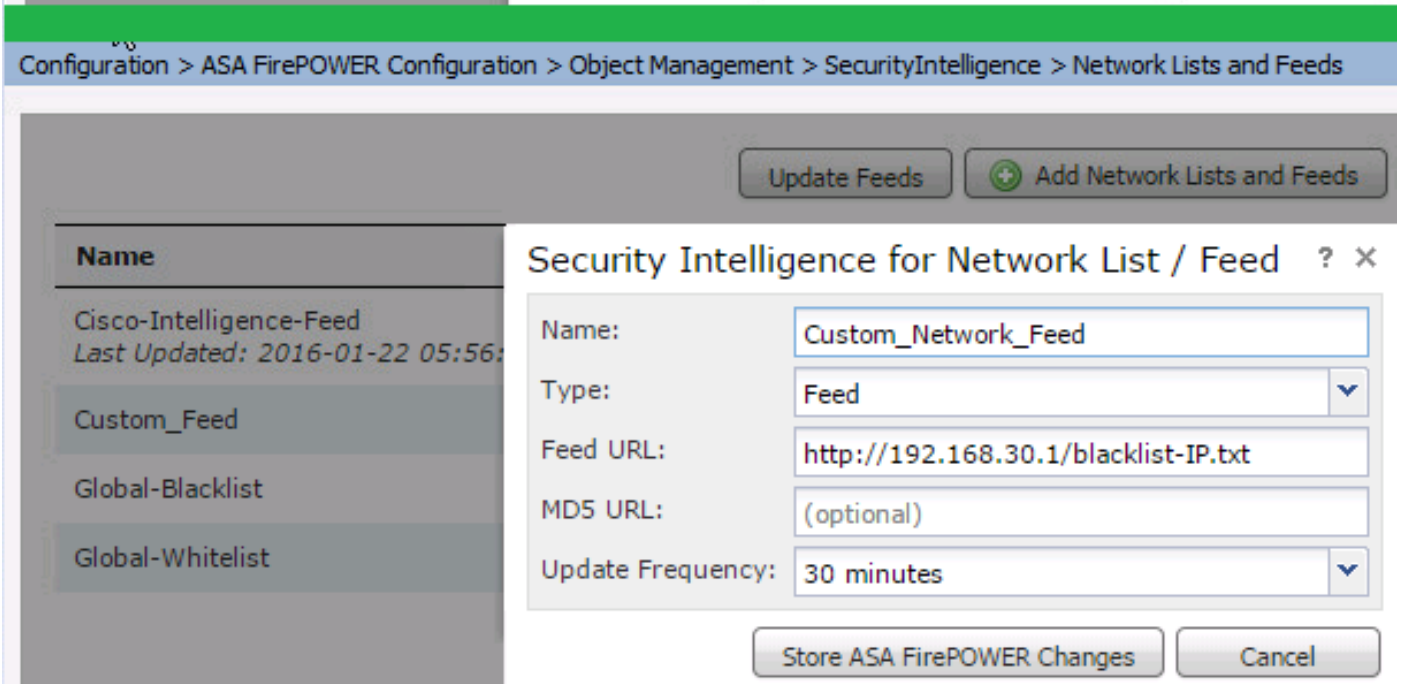 Configuration > ASA FirePOWER Configuration > Object Management > SecurityIntelligence > Network Lists and Feeds
Update Feeds
Add Network Lists and Feeds
Name
Cisco-Intelligence-Feed
Last Updated: 2016-01-22 05:56:
Custom_Feed
Global-Blacklist
Global-Whitelist
Security Intelligence for Network List / Feed ? ×
Name: Custom_Network_Feed
Type: Feed
Feed URL: http://192.168.30.1/blacklist-IP.txt
MD5 URL: (optional)
Update Frequency: 30 minutes
Store ASA FirePOWER Changes
Cancel